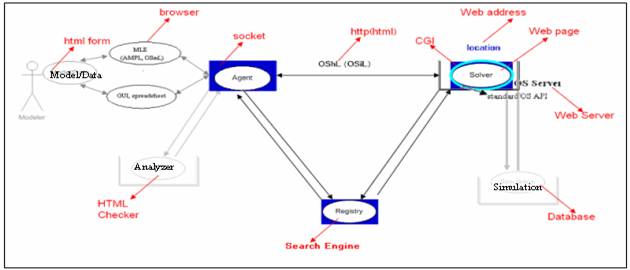 Web address
browser
http(html)
Web page
html form
socket
CGI
location
MLE
(AMPL, OSmL)
Model/Data
Agent
OShL (OSiL)
Solver
OS Server
standard OS API
GUI, spreadsheet
Modeler
Web Server
Analyzer
Simulation
HTML
Checker
Registry
Database
Search Engine